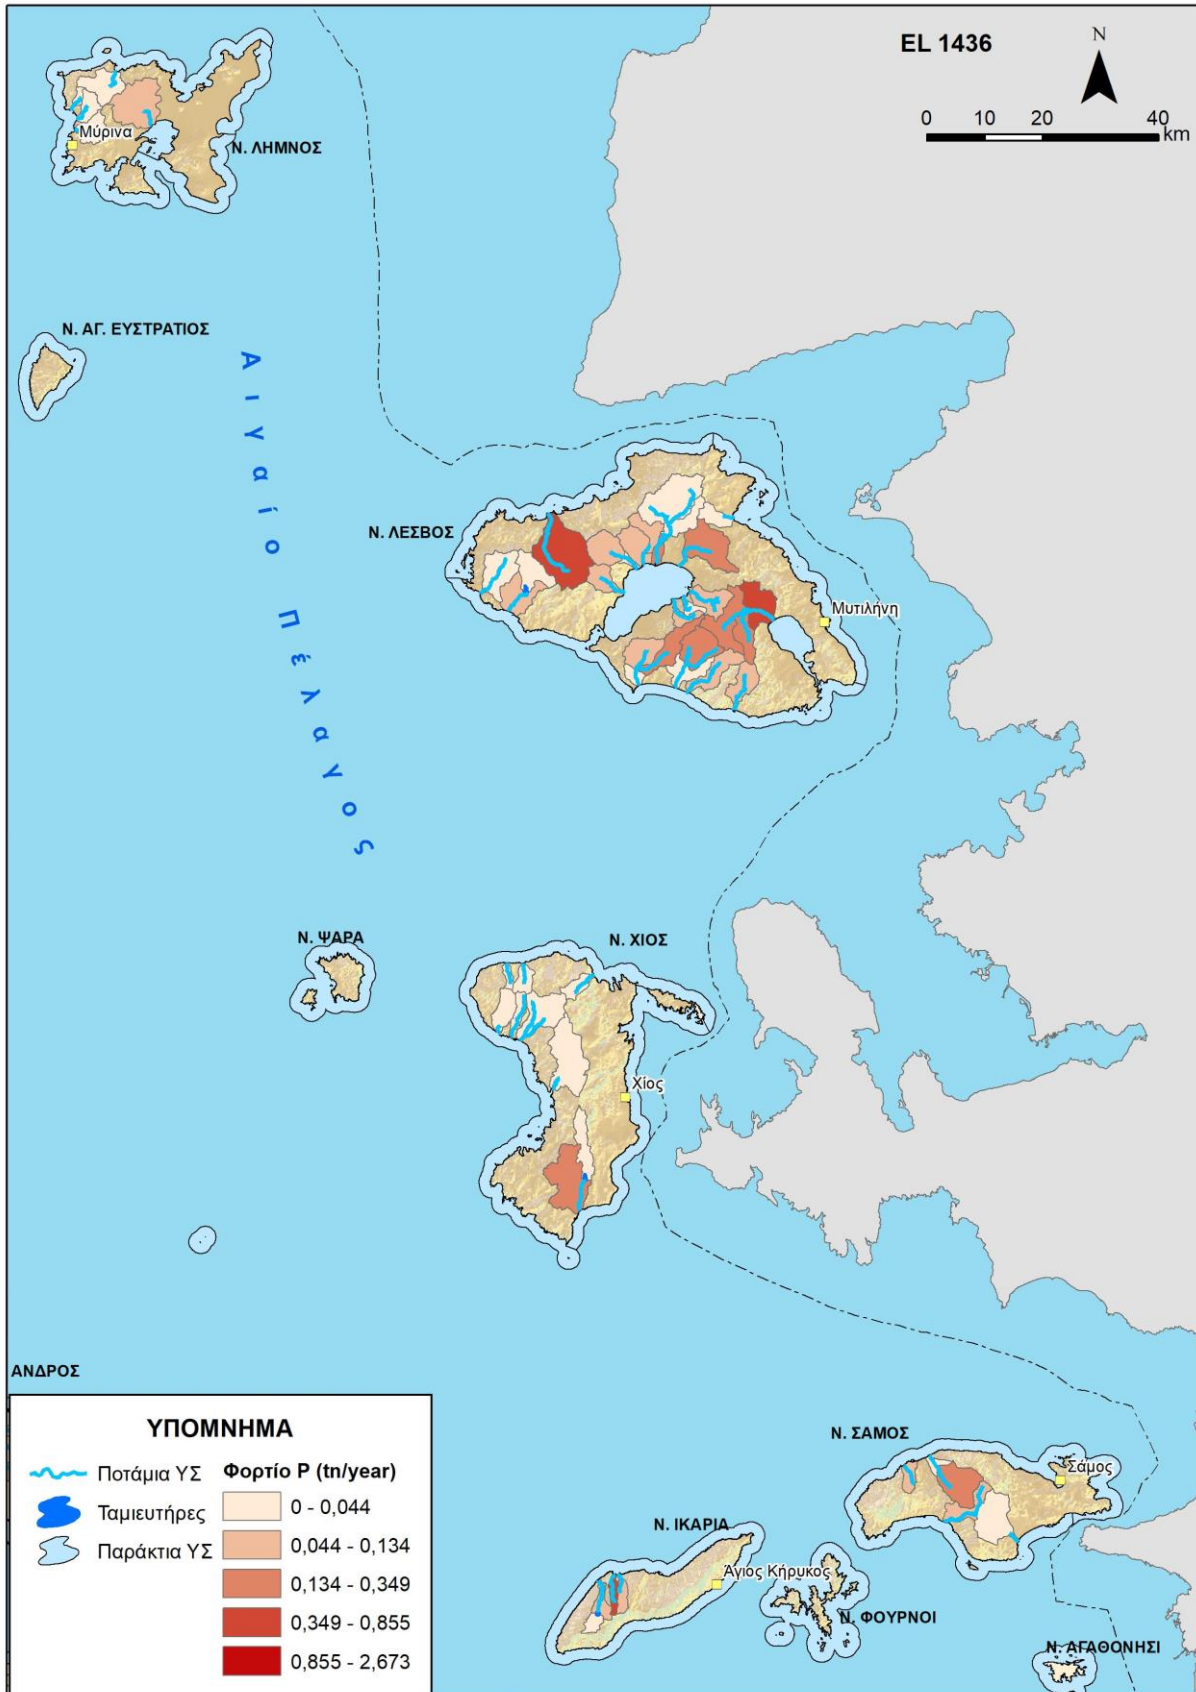 EL 1436
N
0 10 20 40
km
Μύρινα
Ν. ΛΗΜΝΟΣ
Ν. ΑΓ. ΕΥΣΤΡΑΤΙΟΣ
Αιγαίο Πέλαγος
Ν. ΛΕΣΒΟΣ
Μυτιλήνη
Ν. ΨΑΡΑ
Ν. ΧΙΟΣ
Χίος
ΑΝΔΡΟΣ
Ν. ΣΑΜΟΣ
Σάμος
Ν. ΙΚΑΡΙΑ
Άγιος Κήρυκος
Ν. ΦΟΥΡΝΟΙ
Ν. ΑΓΑΘΟΝΗΣΙ
ΥΠΟΜΝΗΜΑ
Ποτάμια ΥΣ
Ταμιευτήρες
Παράκτια ΥΣ
Φορτίο P (tn/year)
0 - 0,044
0,044 - 0,134
0,134 - 0,349
0,349 - 0,855
0,855 - 2,673